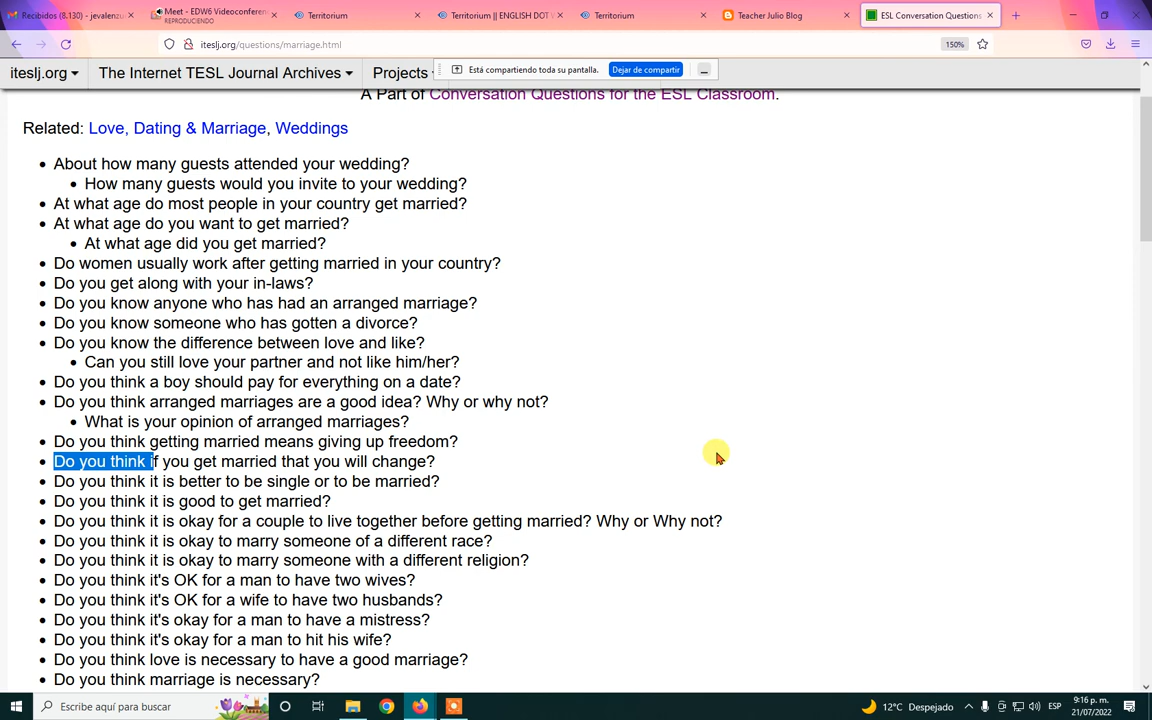 Recibidos (8,130) - jevalenzu
Meet - EDW6 Videoconferen
REPRODUCIENDO
Territorium
Territorium || ENGLISH DOT W
Territorium
Teacher Julio Blog
ESL Conversation Questions
iteslj.org/questions/marriage.html
150%
iteslj.org
The Internet TESL Journal Archives
Projects
Está compartiendo toda su pantalla.
Dejar de compartir
A Part of Conversation Questions for the ESL Classroom.
Related: Love, Dating & Marriage, Weddings
• About how many guests attended your wedding?
• How many guests would you invite to your wedding?
• At what age do most people in your country get married?
• At what age do you want to get married?
• At what age did you get married?
• Do women usually work after getting married in your country?
• Do you get along with your in-laws?
• Do you know anyone who has had an arranged marriage?
• Do you know someone who has gotten a divorce?
• Do you know the difference between love and like?
• Can you still love your partner and not like him/her?
• Do you think a boy should pay for everything on a date?
• Do you think arranged marriages are a good idea? Why or why not?
• What is your opinion of arranged marriages?
• Do you think getting married means giving up freedom?
• Do you think if you get married that you will change?
• Do you think it is better to be single or to be married?
• Do you think it is good to get married?
• Do you think it is okay for a couple to live together before getting married? Why or Why not?
• Do you think it is okay to marry someone of a different race?
• Do you think it is okay to marry someone with a different religion?
• Do you think it's OK for a man to have two wives?
• Do you think it's OK for a wife to have two husbands?
• Do you think it's okay for a man to have a mistress?
• Do you think it's okay for a man to hit his wife?
• Do you think love is necessary to have a good marriage?
• Do you think marriage is necessary?
Escribe aquí para buscar
12°C Despejado
ESP
9:16 p. m.
21/07/2022